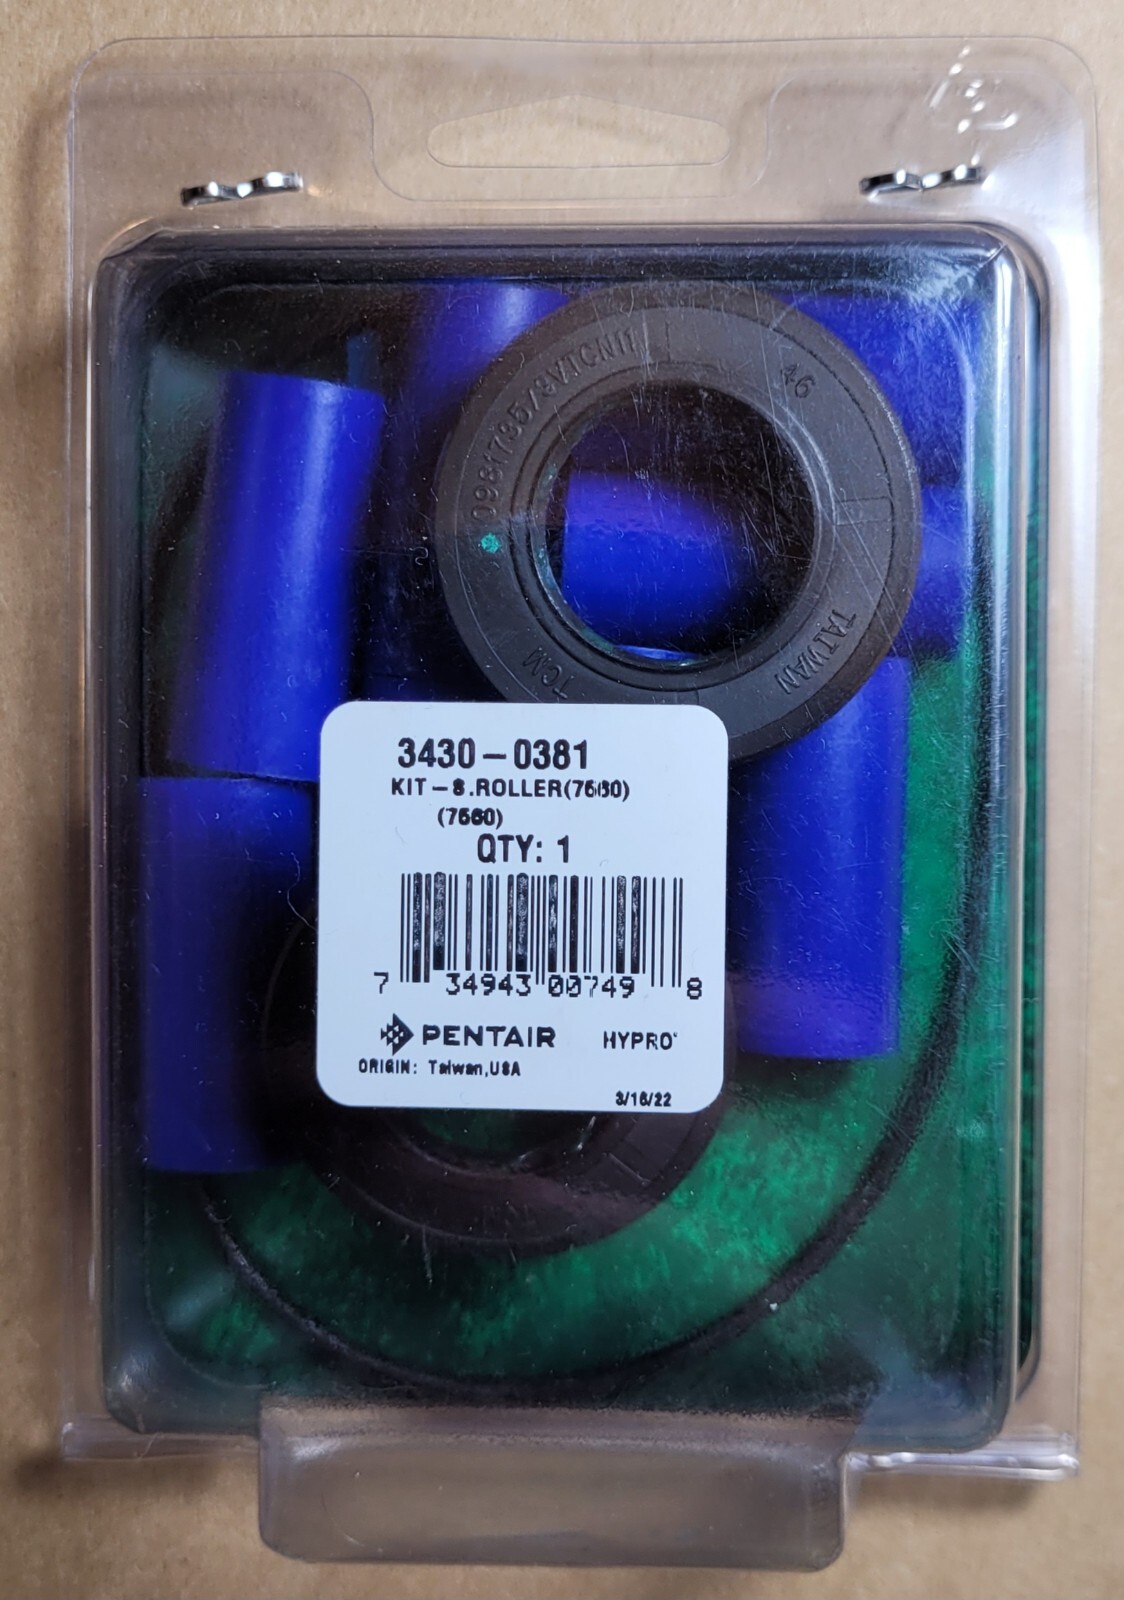 46
TAIWAN
TCM
3430-0381
KIT-8.ROLLER(7560)
(7560)
QTY: 1
7 34943 00749 8
PENTAIR HYPRO
ORIGIN: Taiwan,USA
3/16/22
TCM